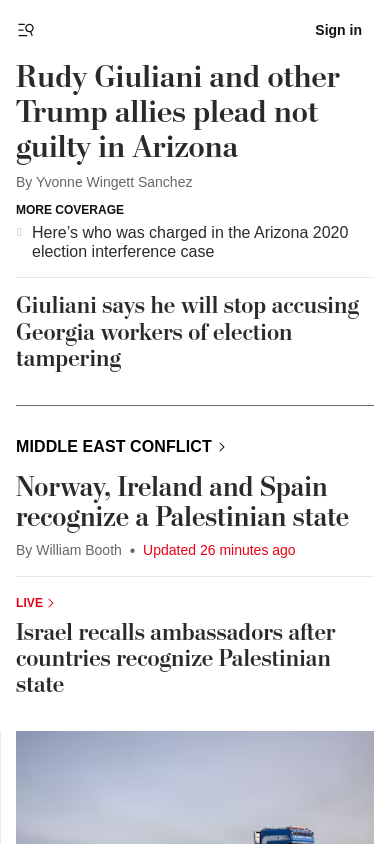 Sign in
Rudy Giuliani and other
Trump allies plead not
guilty in Arizona
By Yvonne Wingett Sanchez
MORE COVERAGE
Here’s who was charged in the Arizona 2020
election interference case
Giuliani says he will stop accusing
Georgia workers of election
tampering
MIDDLE EAST CONFLICT
Norway, Ireland and Spain
recognize a Palestinian state
By William Booth • Updated 26 minutes ago
LIVE
Israel recalls ambassadors after
countries recognize Palestinian
state